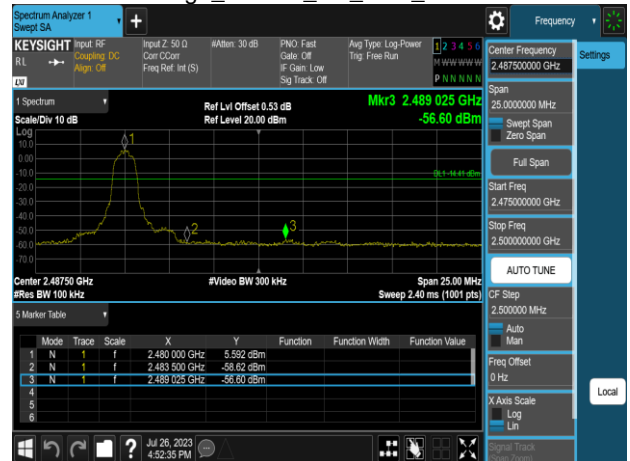 Spectrum Analyzer 1
Swept SA
Frequency
KEYSIGHT
RL
LXI
Input: RF
Coupling: DC
Align: Off
Input Z: 50 Ω
Corr CCorr
Freq Ref: Int (S)
#Atten: 30 dB
PNO: Fast
Gate: Off
IF Gain: Low
Sig Track: Off
Avg Type: Log-Power
Trig: Free Run
1 2 3 4 5 6
M W W W W W
P N N N N N
Center Frequency
2.487500000 GHz
Settings
Span
25.0000000 MHz
Swept Span
Zero Span
Full Span
Start Freq
2.475000000 GHz
Stop Freq
2.500000000 GHz
AUTO TUNE
CF Step
2.500000 MHz
Auto
Man
Freq Offset
0 Hz
X Axis Scale
Log
Lin
Signal Track
(Span Zoom)
Local
1 Spectrum
Scale/Div 10 dB
Ref Lvl Offset 0.53 dB
Ref Level 20.00 dBm
Mkr3 2.489 025 GHz
-56.60 dBm
Log
10.0
0.00
-10.0
-20.0
-30.0
-40.0
-50.0
-60.0
-70.0
1
2
3
DL1 -14.41 dBm
Center 2.48750 GHz
#Res BW 100 kHz
#Video BW 300 kHz
Span 25.00 MHz
Sweep 2.40 ms (1001 pts)
5 Marker Table
Mode Trace Scale X Y Function Function Width Function Value
1 N 1 f 2.480 000 GHz 5.592 dBm
2 N 1 f 2.483 500 GHz -58.62 dBm
3 N 1 f 2.489 025 GHz -56.60 dBm
4
5
6
Jul 26, 2023
4:52:35 PM